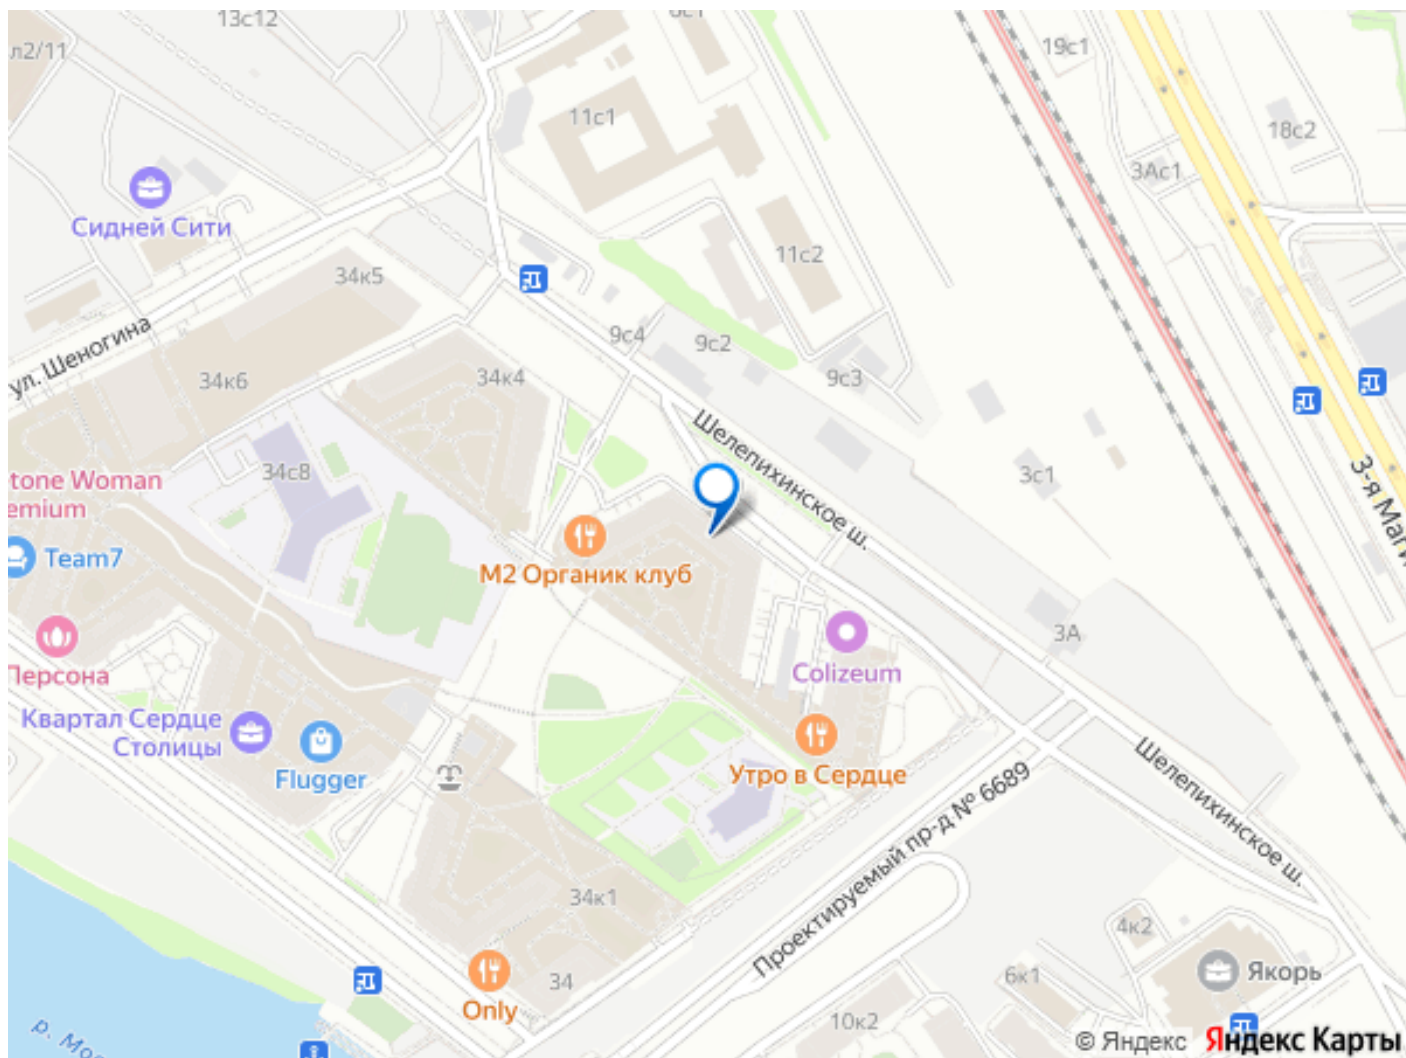 13с12
6с1
19с1
л2/11
11с1
18с2
3Ас1
Сидней Сити
11с2
34к5
9с4
9с2
ул. Шеногина
34к6
34к4
9с3
Шелепихинское ш.
34с8
3с1
3-я Маги
tone Woman
emium
Team7
М2 Органик клуб
3А
Colizeum
Персона
Квартал Сердце
Столицы
Flugger
Утро в Сердце
Шелепихинское ш.
Проектируемый пр-д № 6689
34к1
4к2
34
6к1
Якорь
Only
10к2
р. Мос
© Яндекс Яндекс Карты